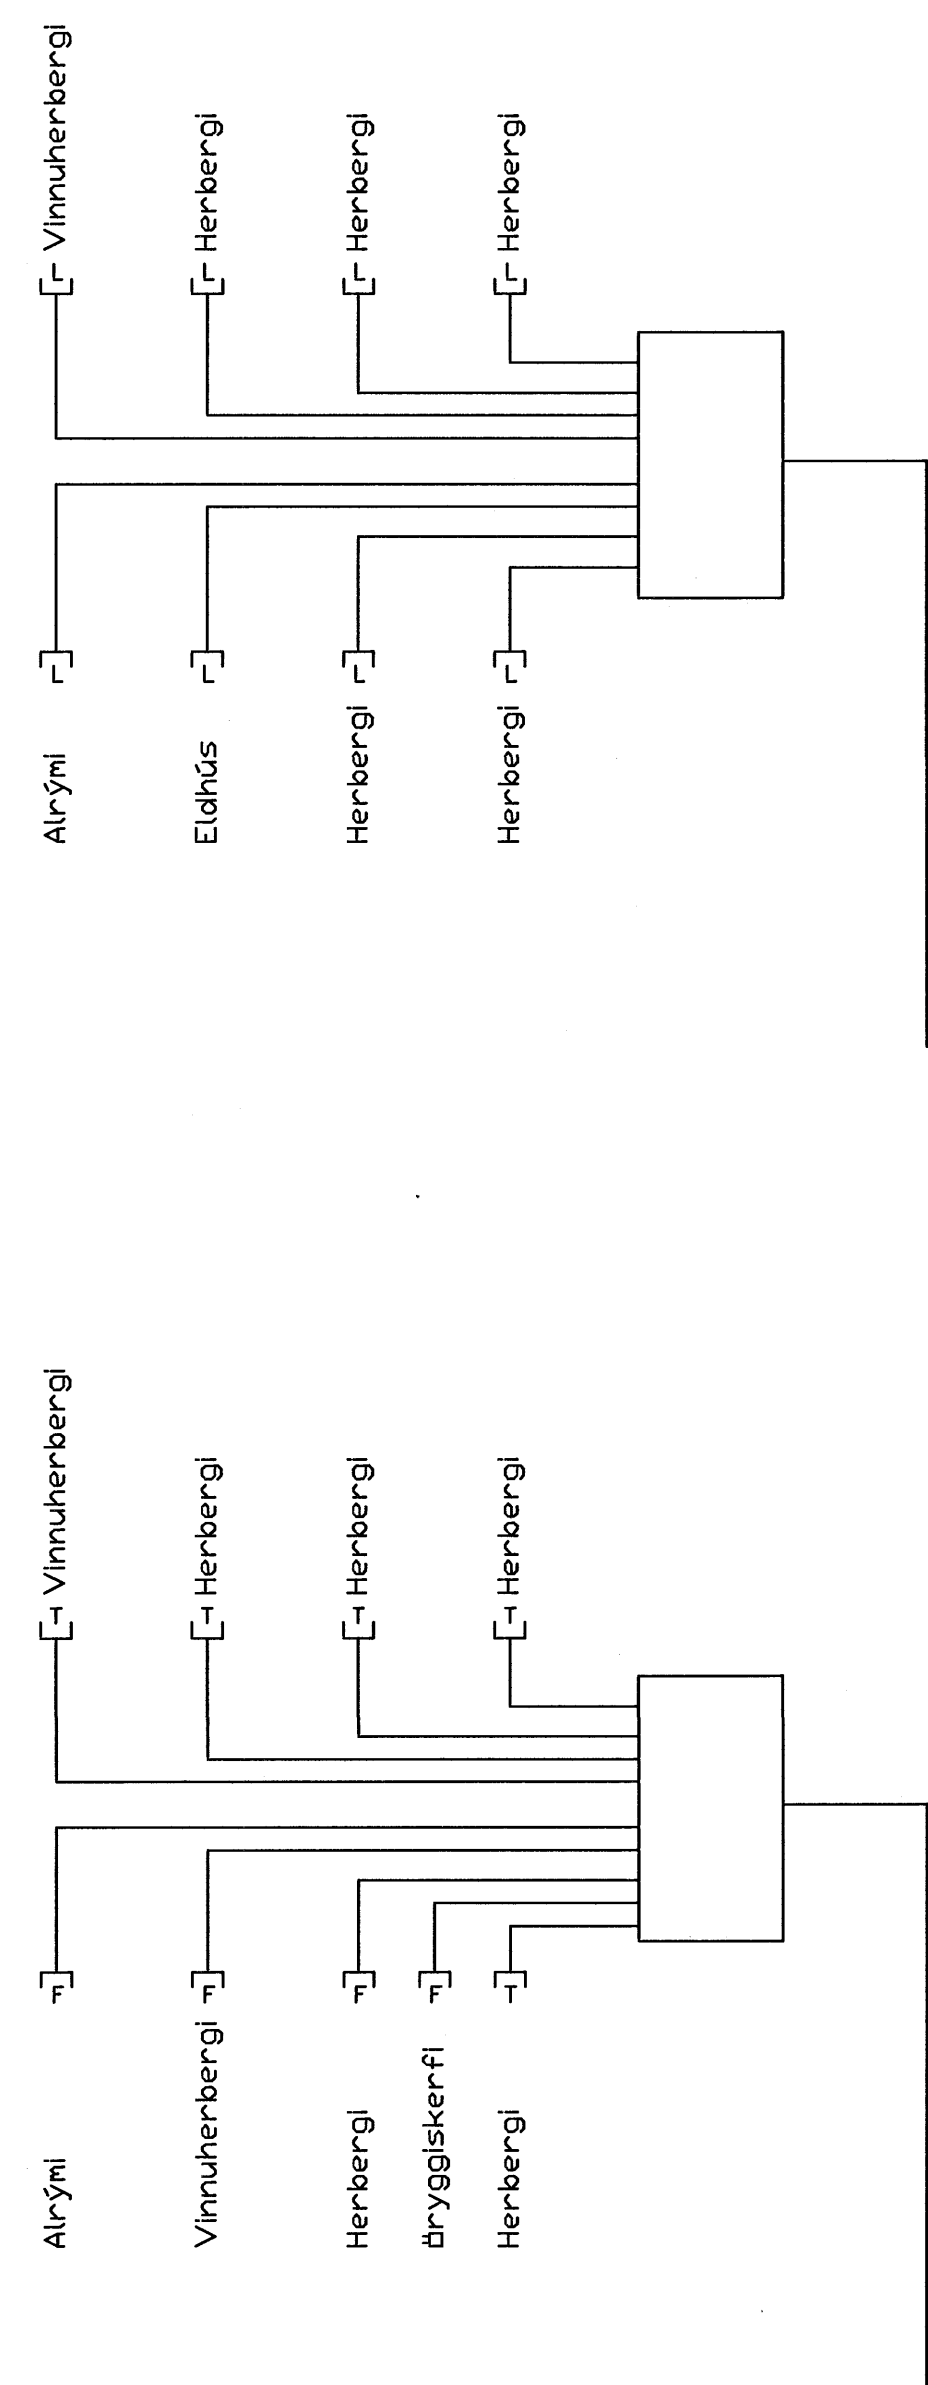 Alrými F
T Vinnuherbergi
Vinnuherbergi F
T Herbergi
Herbergi F
T Herbergi
Öryggiskerfi F
Herbergi T
T Herbergi
Alrými L
L Vinnuherbergi
Eldhús L
L Herbergi
Herbergi L
L Herbergi
Herbergi L
L Herbergi